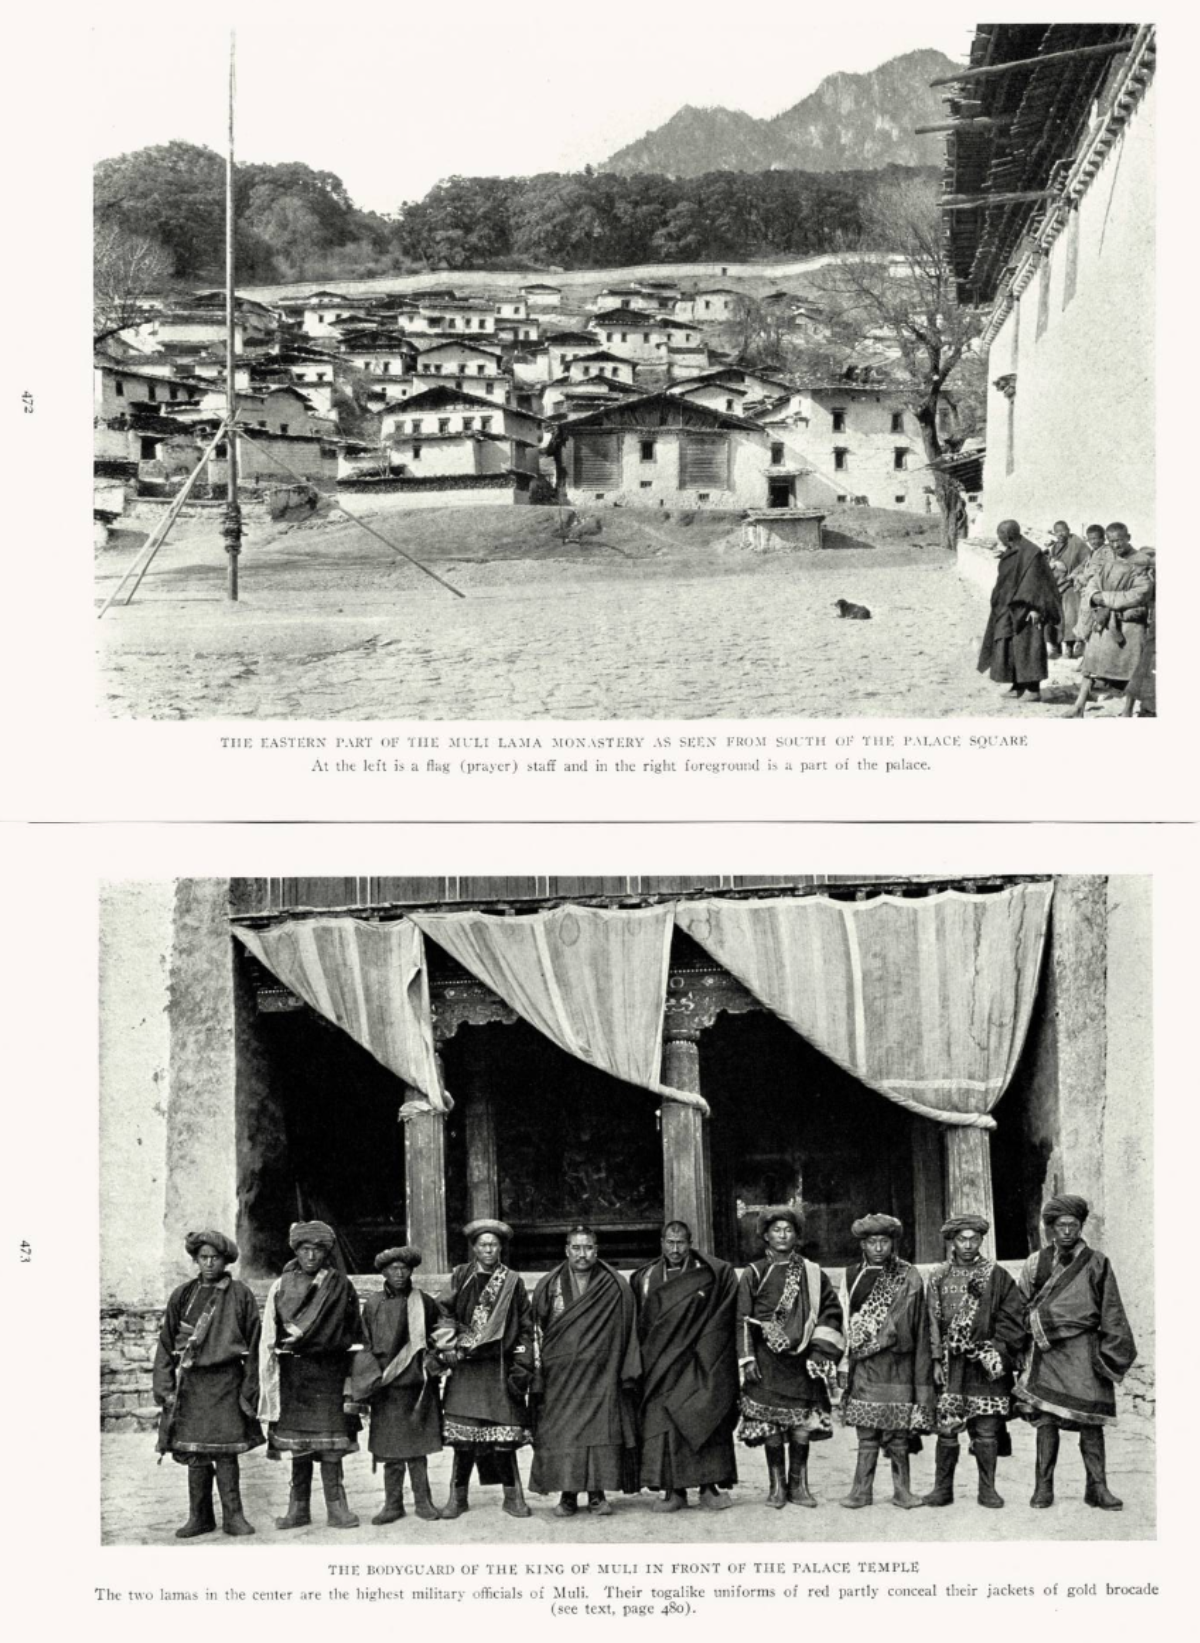 472
THE EASTERN PART OF THE MULI LAMA MONASTERY AS SEEN FROM SOUTH OF THE PALACE SQUARE
At the left is a flag (prayer) staff and in the right foreground is a part of the palace.
473
THE BODYGUARD OF THE KING OF MULI IN FRONT OF THE PALACE TEMPLE
The two lamas in the center are the highest military officials of Muli. Their togalike uniforms of red partly conceal their jackets of gold brocade
(see text, page 480).